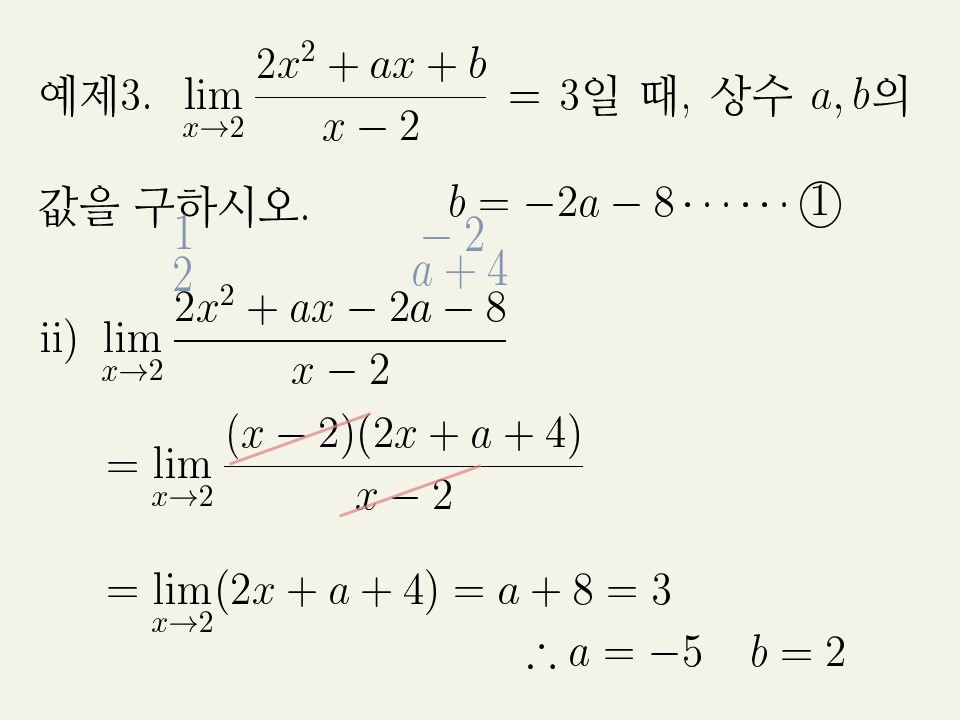 예제3. lim_{x→2} (2x² + ax + b)/(x − 2) = 3일 때, 상수 a, b의
값을 구하시오. b = −2a − 8 · · · · · · ①
1 − 2
2 a + 4
ii) lim_{x→2} (2x² + ax − 2a − 8)/(x − 2)
= lim_{x→2} ((x − 2)(2x + a + 4))/(x − 2)
= lim_{x→2} (2x + a + 4) = a + 8 = 3
∴ a = −5 b = 2